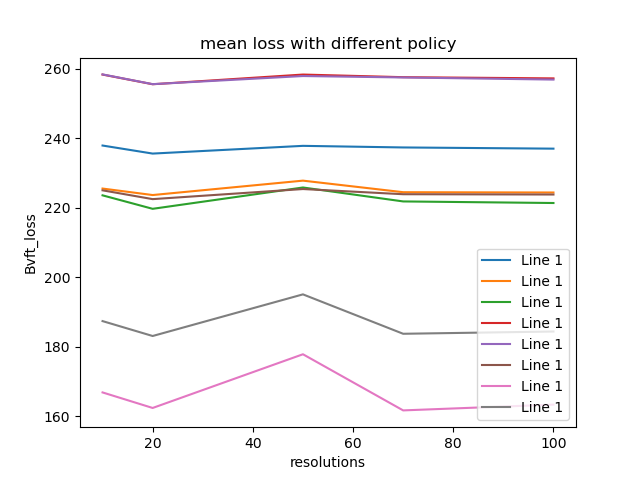 mean loss with different policy
260
240
220
200
180
160
Bvft_loss
20
40
60
80
100
resolutions
Line 1
Line 1
Line 1
Line 1
Line 1
Line 1
Line 1
Line 1